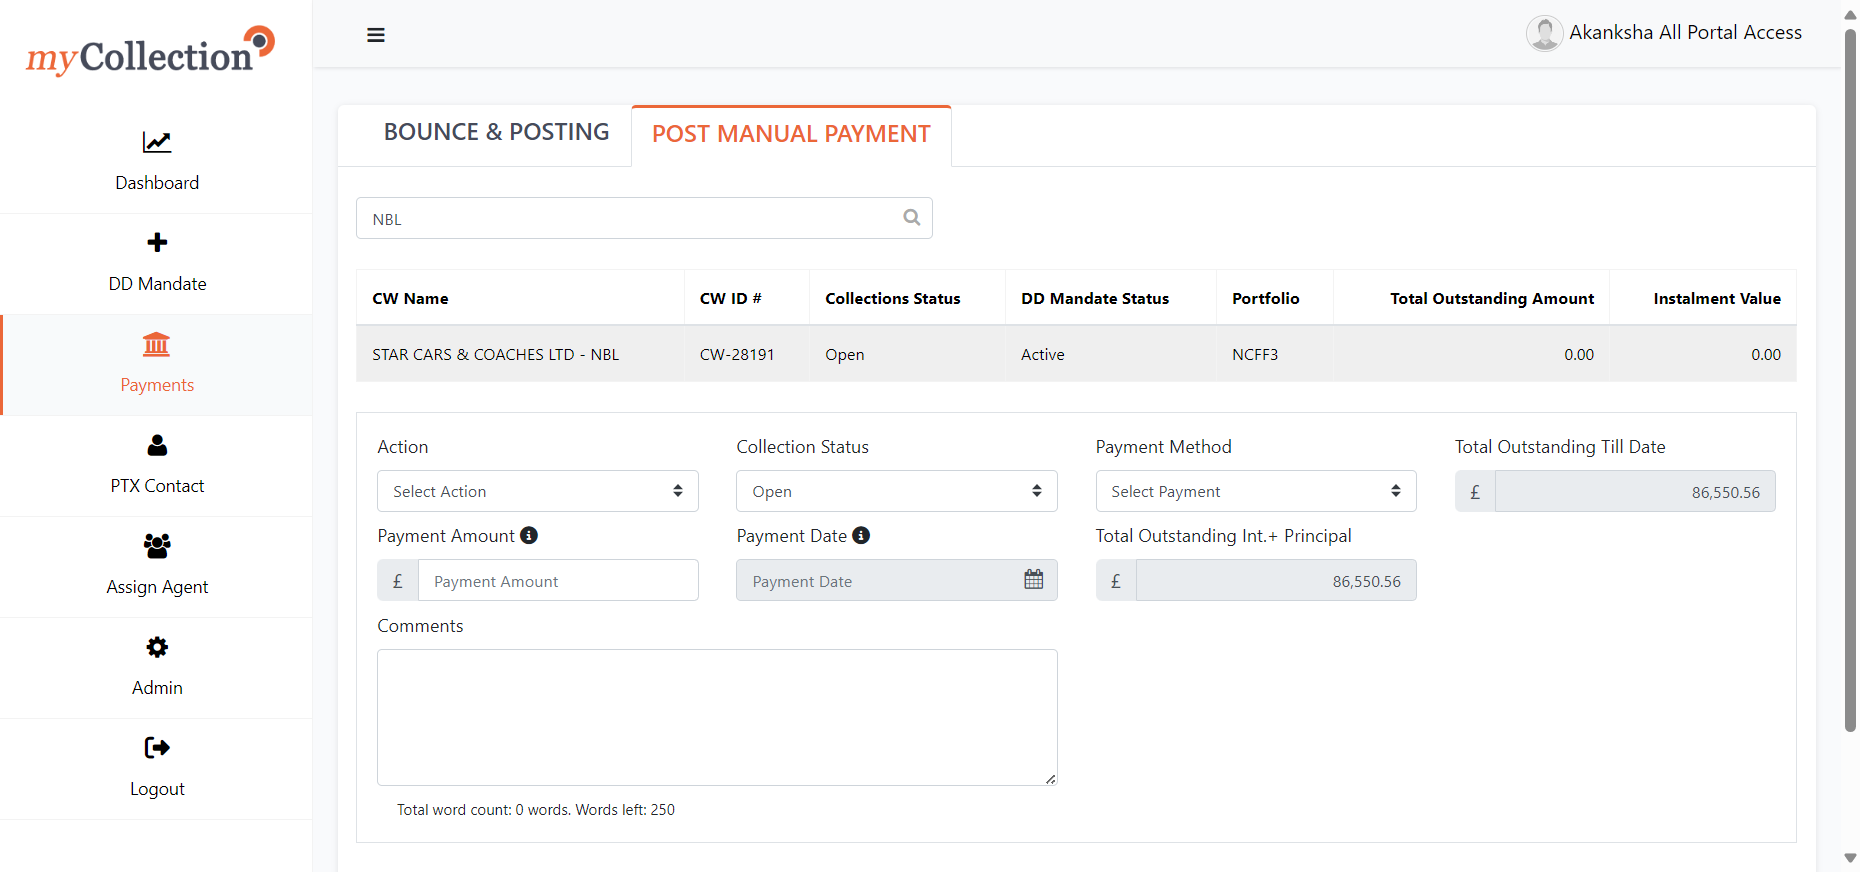 myCollection
Akanksha All Portal Access
Dashboard
DD Mandate
Payments
PTX Contact
Assign Agent
Admin
Logout
BOUNCE & POSTING
POST MANUAL PAYMENT
NBL
CW Name CW ID # Collections Status DD Mandate Status Portfolio Total Outstanding Amount Instalment Value
STAR CARS & COACHES LTD - NBL CW-28191 Open Active NCFF3 0.00 0.00
Action Collection Status Payment Method Total Outstanding Till Date
Select Action Open Select Payment £ 86,550.56
Payment Amount Payment Date Total Outstanding Int.+ Principal
£ Payment Amount Payment Date £ 86,550.56
Comments
Total word count: 0 words. Words left: 250